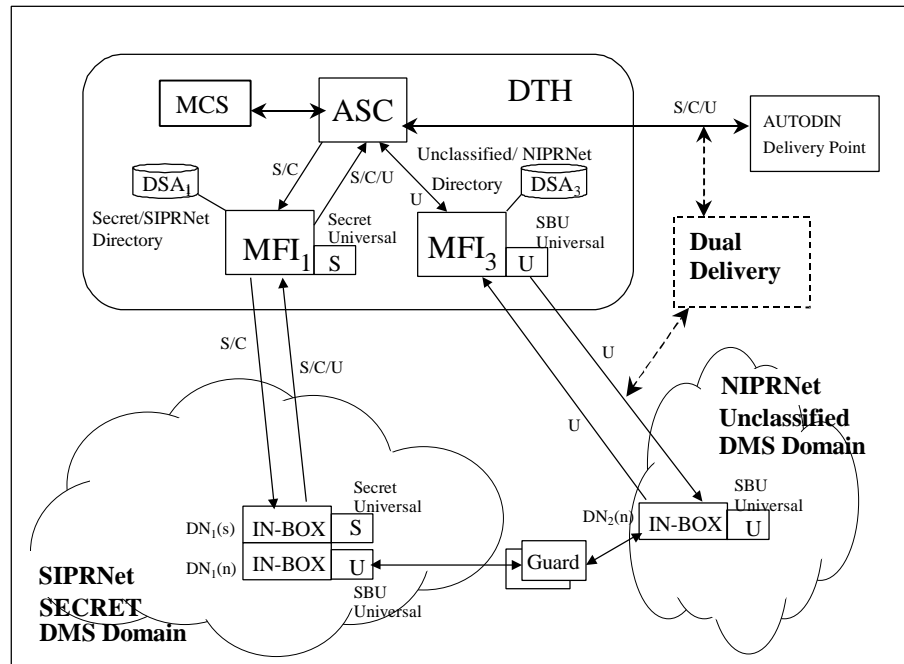 DTH
MCS
ASC
S/C/U
AUTODIN
Delivery Point
S/C
S/C/U
Unclassified/ NIPRNet
Directory
U
DSA1
DSA3
Secret/SIPRNet
Directory
Secret
Universal
MFI1
S
SBU
Universal
MFI3
U
Dual
Delivery
S/C
S/C/U
U
U
NIPRNet
Unclassified
DMS Domain
Secret
Universal
DN1(s)
IN-BOX
S
DN1(n)
IN-BOX
U
SBU
Universal
SIPRNet
SECRET
DMS Domain
Guard
SBU
Universal
DN2(n)
IN-BOX
U